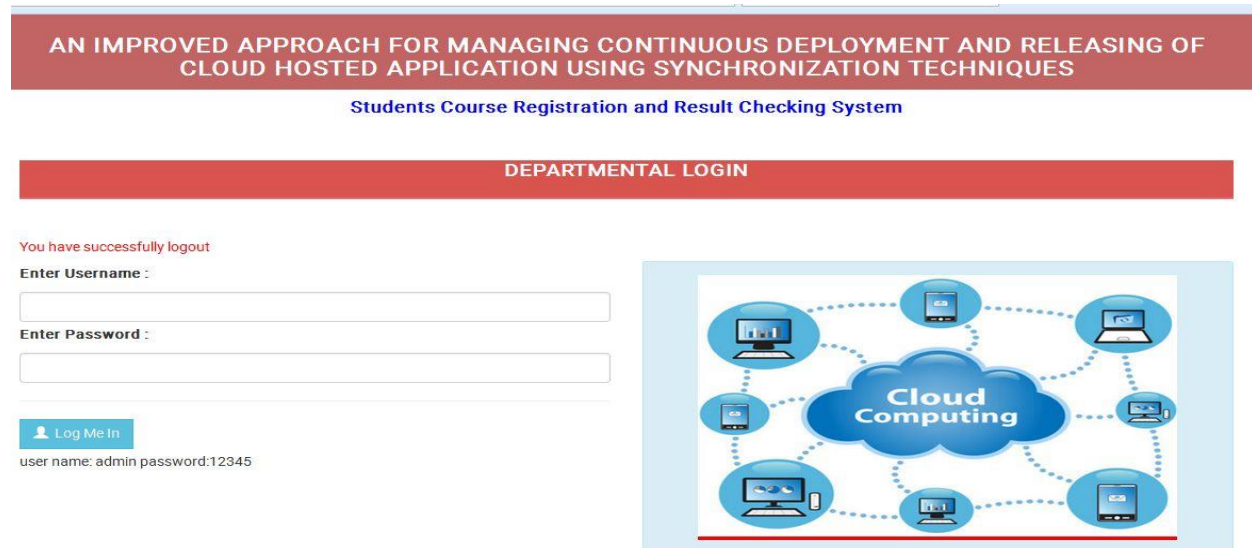 AN IMPROVED APPROACH FOR MANAGING CONTINUOUS DEPLOYMENT AND RELEASING OF
CLOUD HOSTED APPLICATION USING SYNCHRONIZATION TECHNIQUES
Students Course Registration and Result Checking System
DEPARTMENTAL LOGIN
You have successfully logout
Enter Username :
Enter Password :
Log Me In
user name: admin password:12345
Cloud
Computing